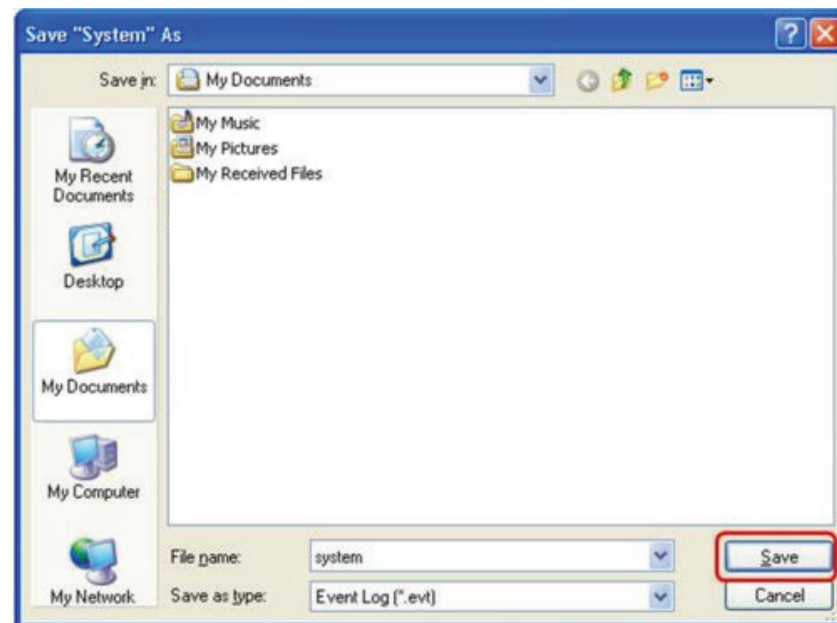 Save "System" As
Save in: My Documents
My Music
My Pictures
My Received Files
My Recent
Documents
Desktop
My Documents
My Computer
My Network
File name: system
Save
Save as type: Event Log (*.evt)
Cancel